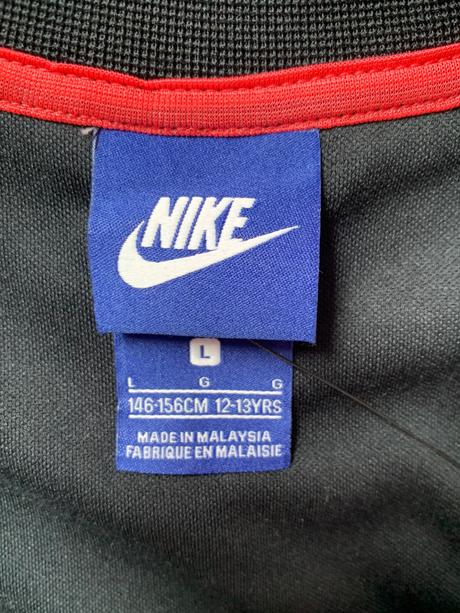 NIKE
L
L G G
146-156CM 12-13YRS
MADE IN MALAYSIA
FABRIQUE EN MALAISIE